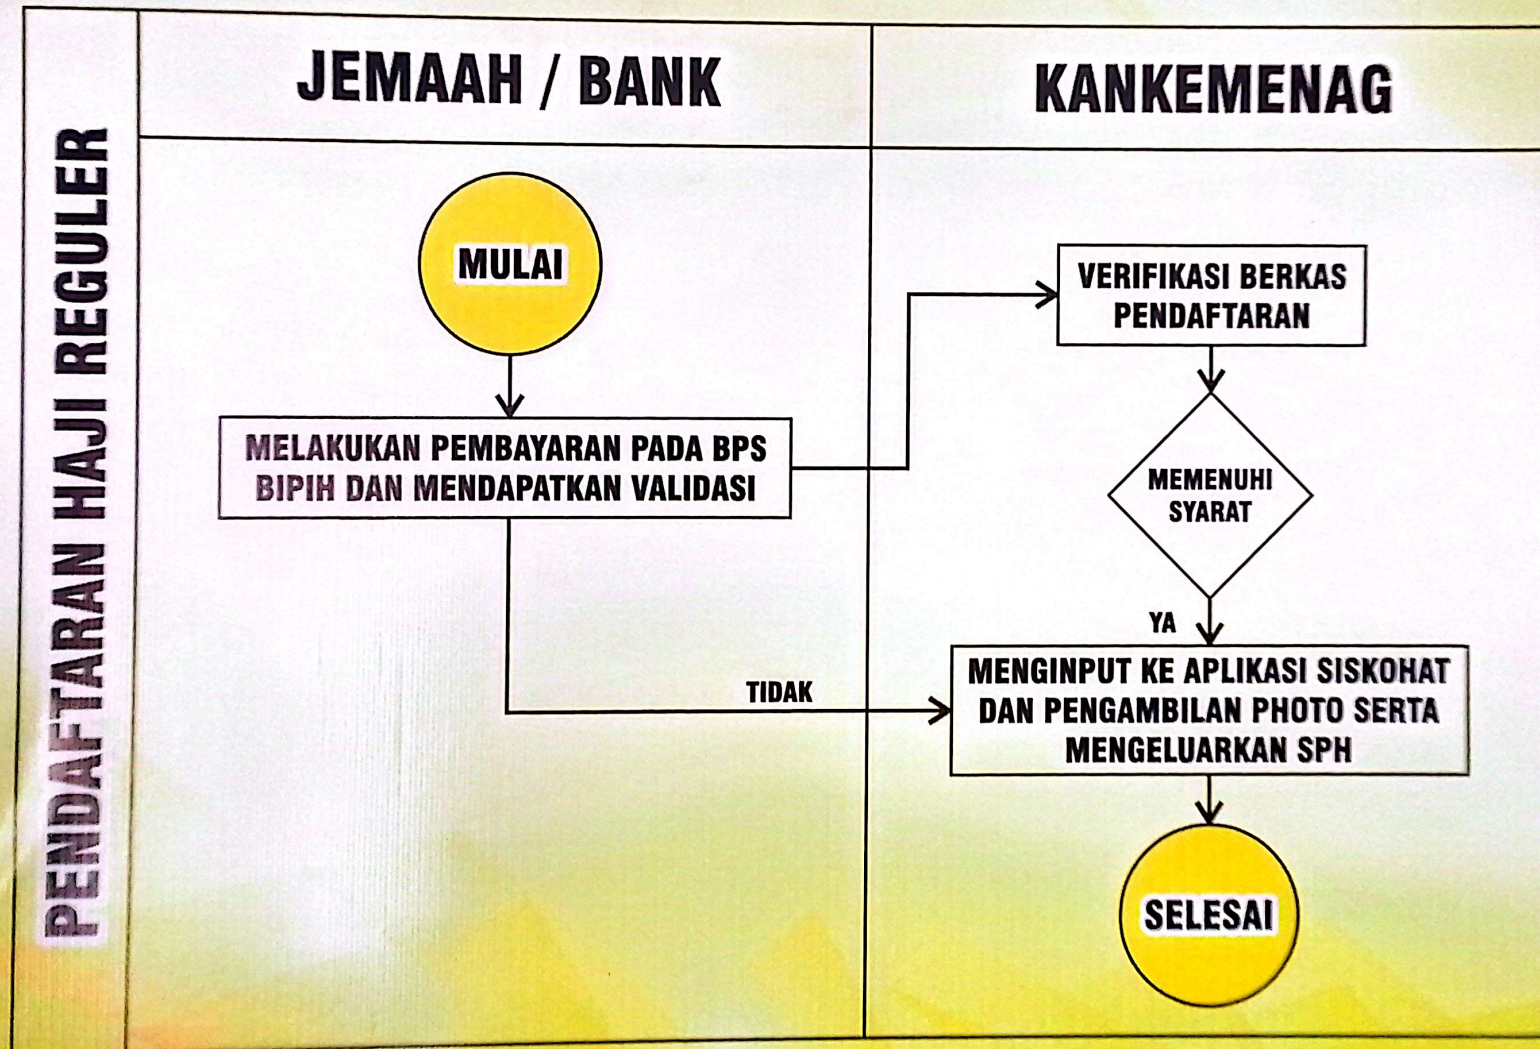 PENDAFTARAN HAJI REGULER
JEMAAH / BANK
KANKEMENAG
MULAI
MELAKUKAN PEMBAYARAN PADA BPS
BIPIH DAN MENDAPATKAN VALIDASI
VERIFIKASI BERKAS
PENDAFTARAN
MEMENUHI
SYARAT
YA
TIDAK
MENGINPUT KE APLIKASI SISKOHAT
DAN PENGAMBILAN PHOTO SERTA
MENGELUARKAN SPH
SELESAI